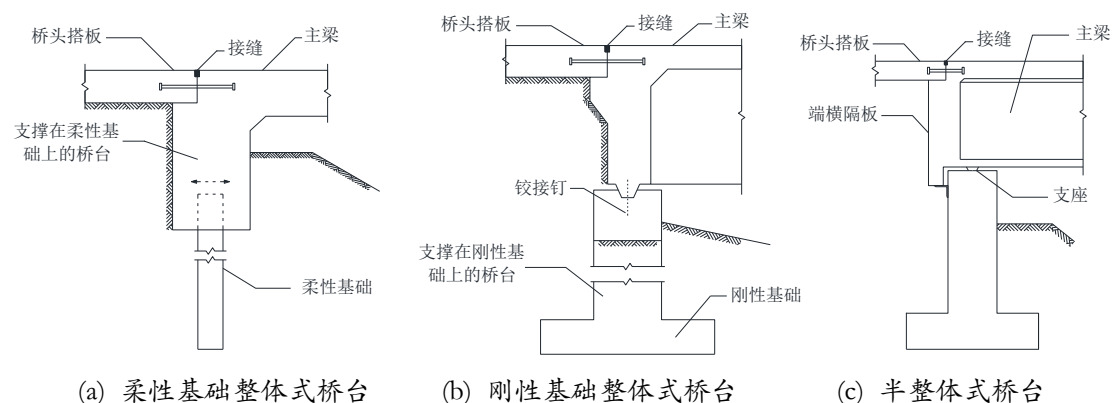 桥头搭板
接缝
主梁
支撑在柔性基
础上的桥台
柔性基础
(a) 柔性基础整体式桥台
桥头搭板
接缝
主梁
铰接钉
支撑在刚性基
础上的桥台
刚性基础
(b) 刚性基础整体式桥台
桥头搭板
接缝
主梁
端横隔板
支座
(c) 半整体式桥台